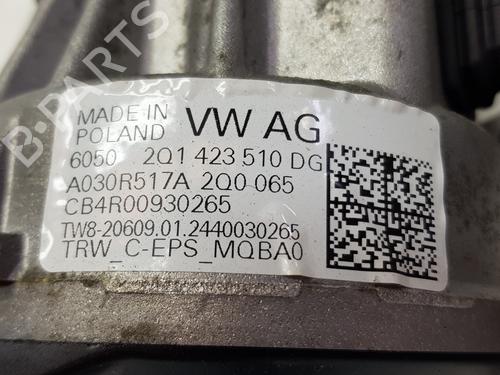 MADE IN
POLAND
VW AG
6050 2Q1 423 510 DG
A030R517A 2Q0 065
CB4R00930265
TW8-20609.01.2440030265
TRW_C-EPS_MQBA0
B-PARTS